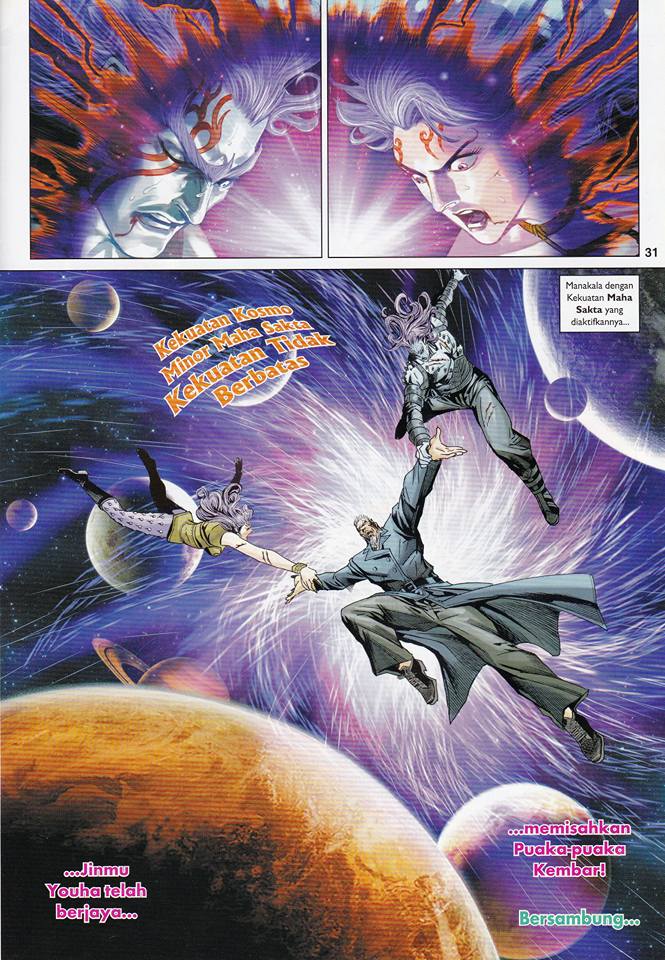 31
Manakala dengan
Kekuatan Maha
Sakta yang
diaktifkannya...
Kekuatan Kosmo
Minor Maha Sakta
Kekuatan Tidak
Berbatas
...Jinmu
Youha telah
berjaya...
...memisahkan
Puaka-puaka
Kembar!
Bersambung...